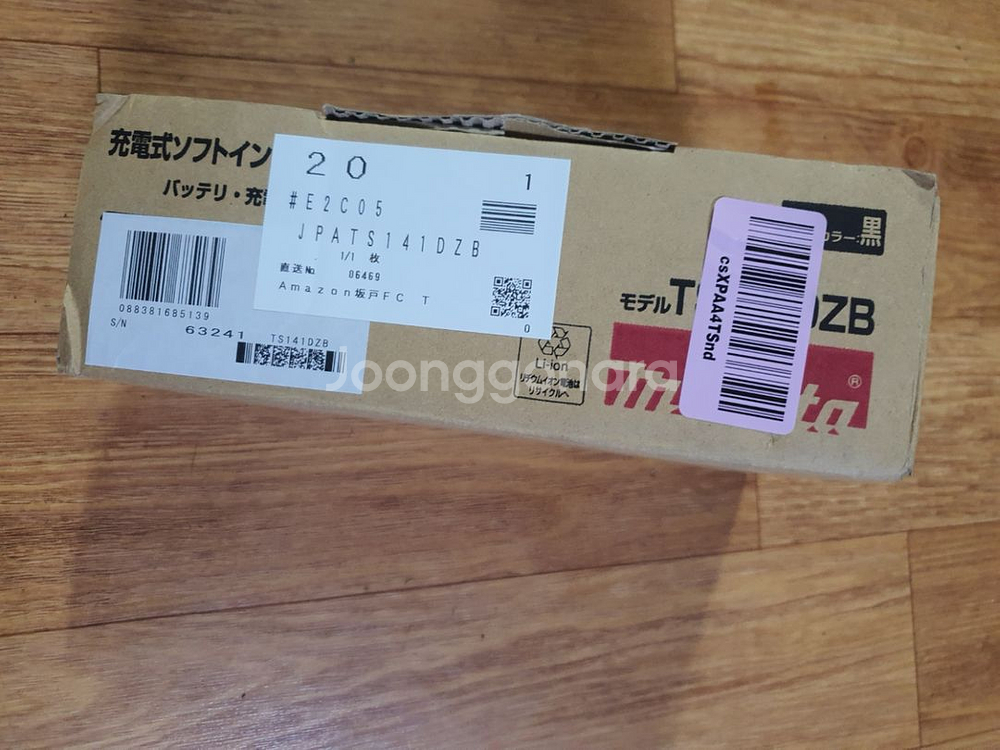 充電式ソフトイン
バッテリ・充
20
1
#E2C05
JPATS141DZB
1/1 枚
直送№ 06469
Amazon坂戸FC T
0
088381685139
S/N
63241
TS141DZB
Li-ion
リチウムイオン電池は
リサイクルへ
カラー:黒
モデルTS
DZB
csXPAA4TSnd
®
Joonggonara